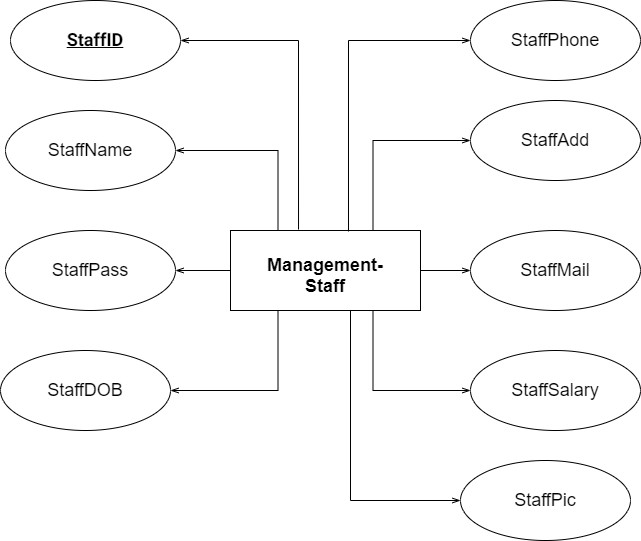 StaffID
StaffPhone
StaffName
StaffAdd
Management-
Staff
StaffPass
StaffMail
StaffDOB
StaffSalary
StaffPic